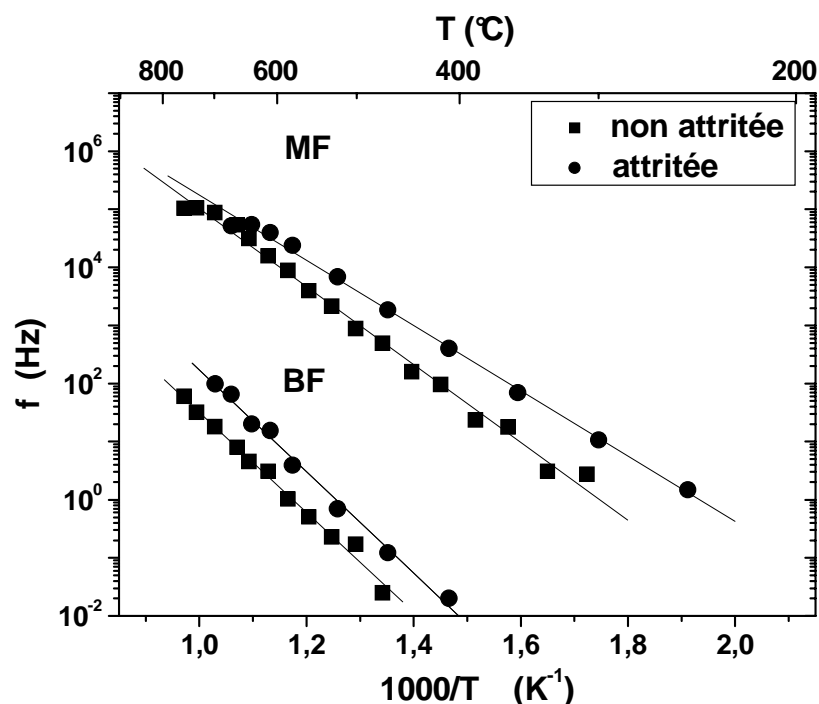 T (°C)
800 600 400 200
non attritée
attritée
MF
BF
10^6
10^4
10^2
10^0
10^-2
f (Hz)
1,0 1,2 1,4 1,6 1,8 2,0
1000/T (K^-1)